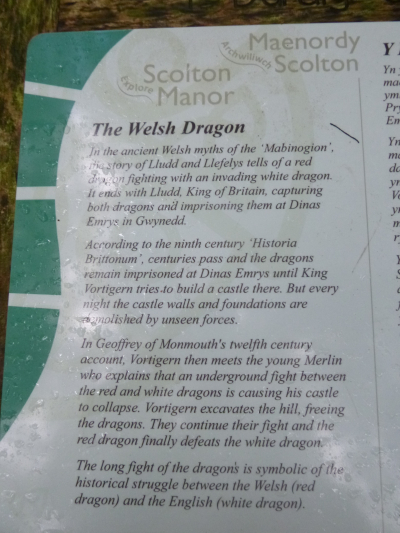 Maenordy
Archwiliwch
Scolton
Explore
Scolton
Manor
The Welsh Dragon
In the ancient Welsh myths of the 'Mabinogion',
the story of Lludd and Llefelys tells of a red
dragon fighting with an invading white dragon.
It ends with Lludd, King of Britain, capturing
both dragons and imprisoning them at Dinas
Emrys in Gwynedd.
According to the ninth century 'Historia
Brittonum', centuries pass and the dragons
remain imprisoned at Dinas Emrys until King
Vortigern tries to build a castle there. But every
night the castle walls and foundations are
demolished by unseen forces.
In Geoffrey of Monmouth's twelfth century
account, Vortigern then meets the young Merlin
who explains that an underground fight between
the red and white dragons is causing his castle
to collapse. Vortigern excavates the hill, freeing
the dragons. They continue their fight and the
red dragon finally defeats the white dragon.
The long fight of the dragons is symbolic of the
historical struggle between the Welsh (red
dragon) and the English (white dragon).